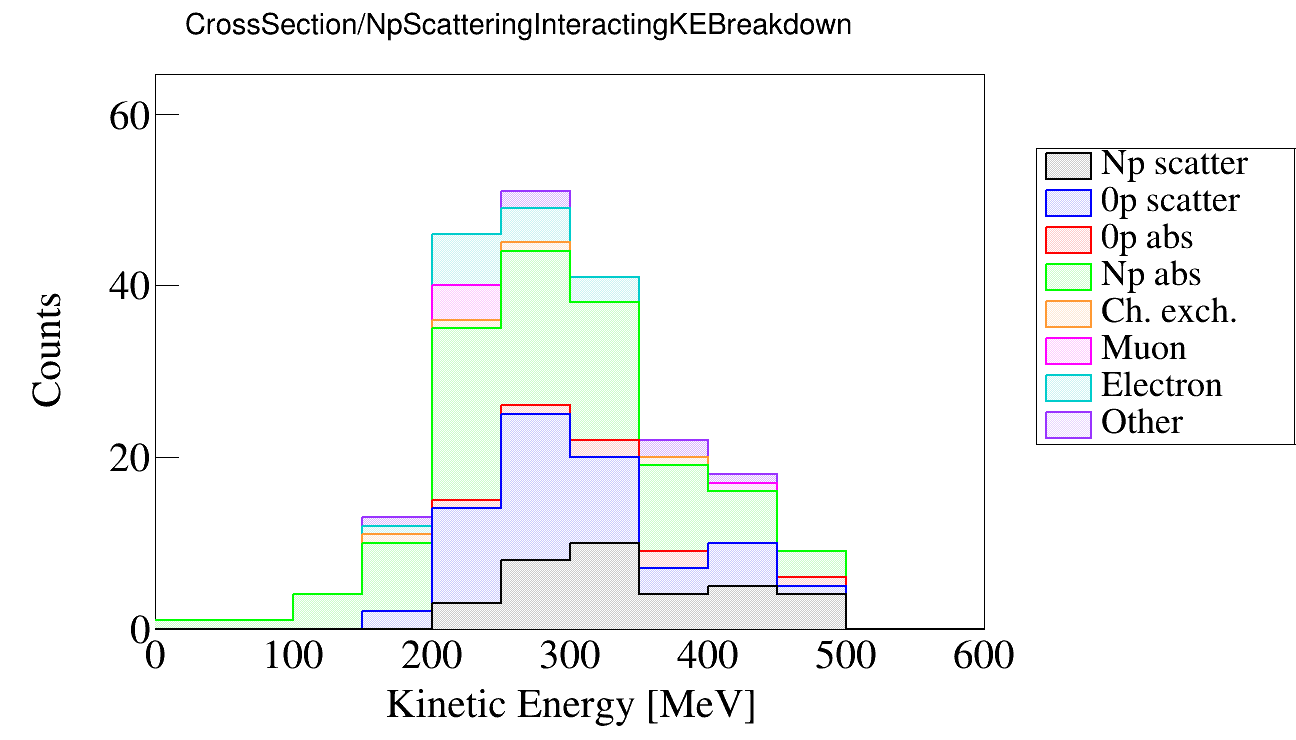 CrossSection/NpScatteringInteractingKEBreakdown
60
40
20
0
Counts
0 100 200 300 400 500 600
Kinetic Energy [MeV]
Np scatter
0p scatter
0p abs
Np abs
Ch. exch.
Muon
Electron
Other